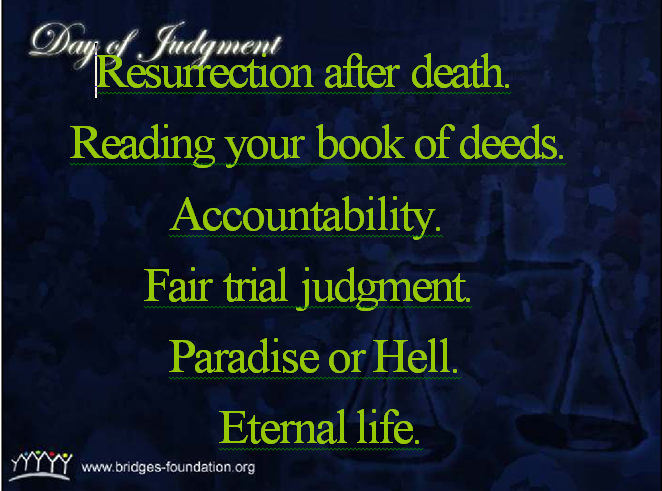 Day of Judgment
Resurrection after death.
Reading your book of deeds.
Accountability.
Fair trial judgment.
Paradise or Hell.
Eternal life.
www.bridges-foundation.org